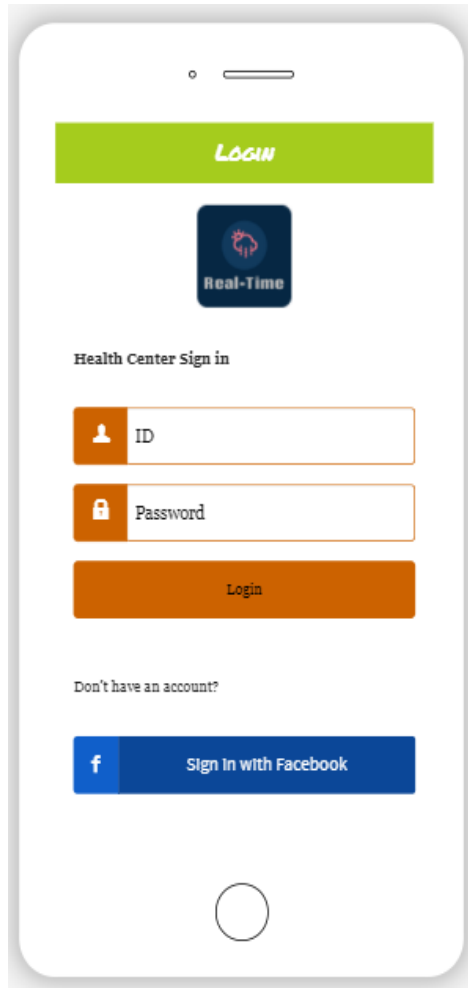 Login
Real-Time
Health Center Sign in
ID
Password
Login
Don't have an account?
f
Sign In with Facebook